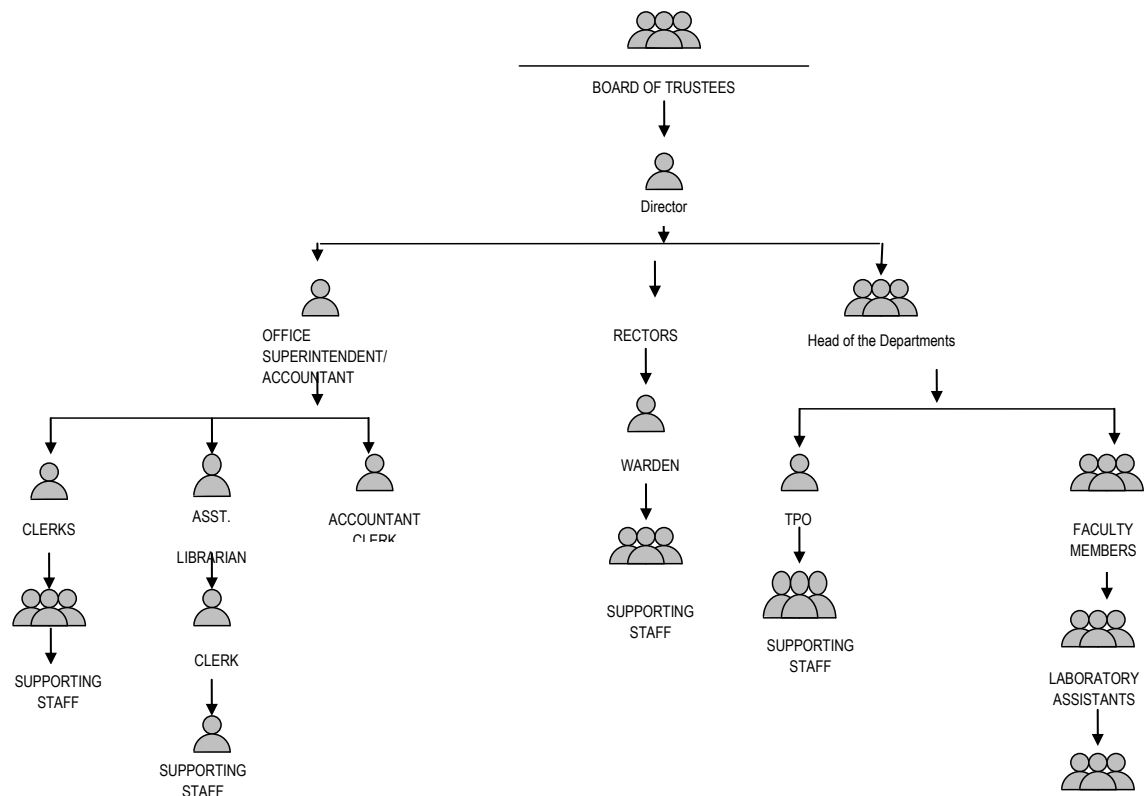 BOARD OF TRUSTEES
Director
OFFICE
SUPERINTENDENT/
ACCOUNTANT
RECTORS
Head of the Departments
CLERKS
ASST.
LIBRARIAN
ACCOUNTANT
CLERK
WARDEN
TPO
FACULTY
MEMBERS
SUPPORTING
STAFF
CLERK
SUPPORTING
STAFF
SUPPORTING
STAFF
SUPPORTING
STAFF
LABORATORY
ASSISTANTS